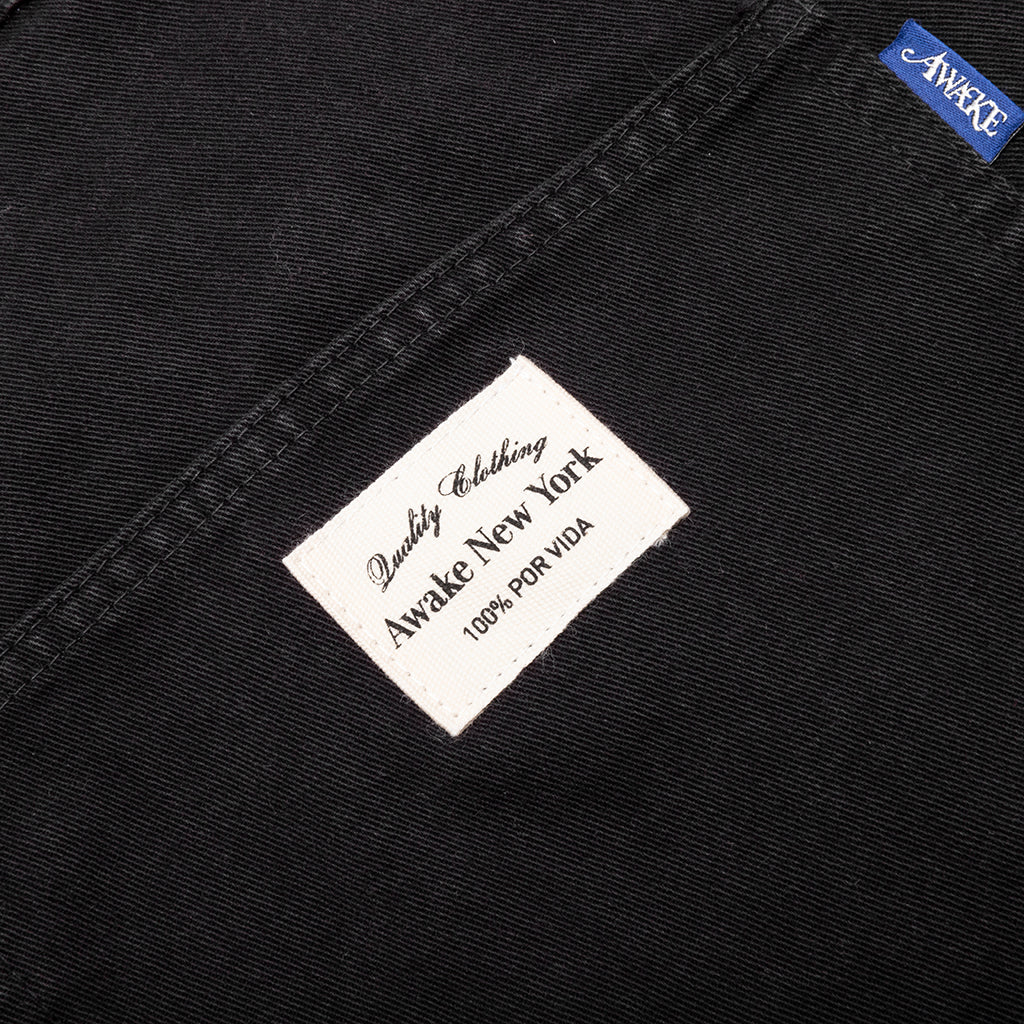 AWAKE
Quality Clothing
Awake New York
100% POR VIDA